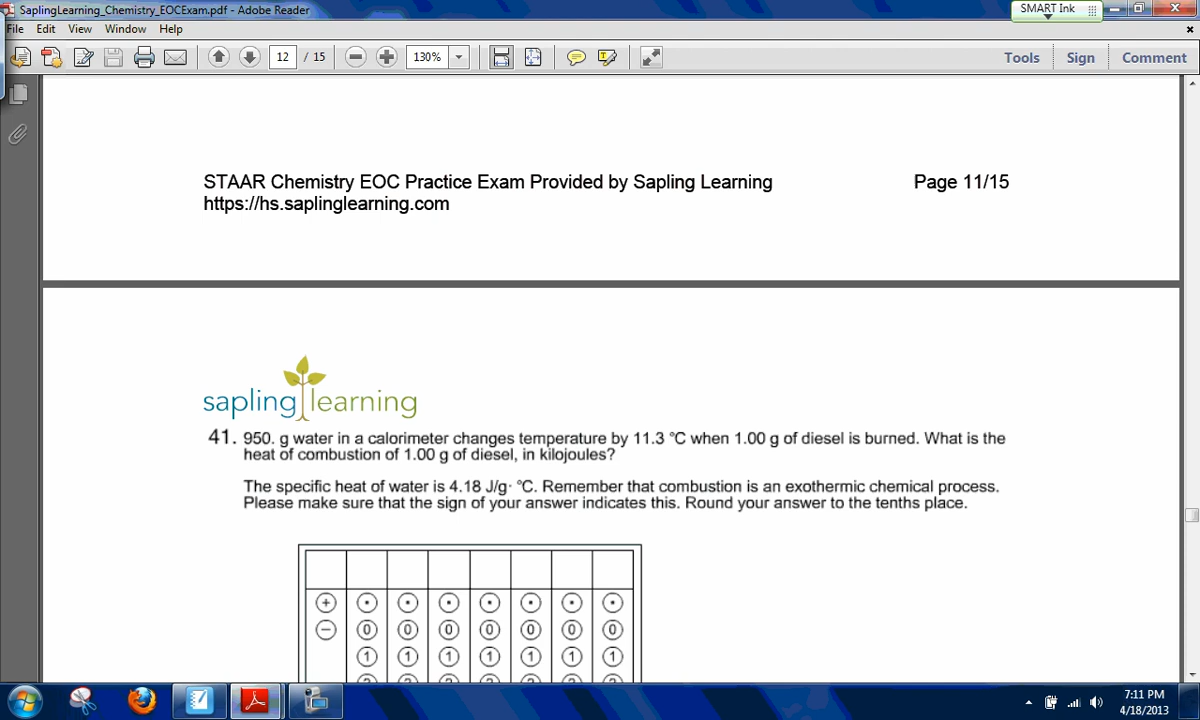 SaplingLearning_Chemistry_EOCExam.pdf - Adobe Reader
SMART Ink
File Edit View Window Help
12 / 15 130% Tools Sign Comment
STAAR Chemistry EOC Practice Exam Provided by Sapling Learning Page 11/15
https://hs.saplinglearning.com
sapling learning
41. 950. g water in a calorimeter changes temperature by 11.3 °C when 1.00 g of diesel is burned. What is the
heat of combustion of 1.00 g of diesel, in kilojoules?
The specific heat of water is 4.18 J/g· °C. Remember that combustion is an exothermic chemical process.
Please make sure that the sign of your answer indicates this. Round your answer to the tenths place.
+ • • • • • • •
− 0 0 0 0 0 0 0
1 1 1 1 1 1 1
7:11 PM
4/18/2013